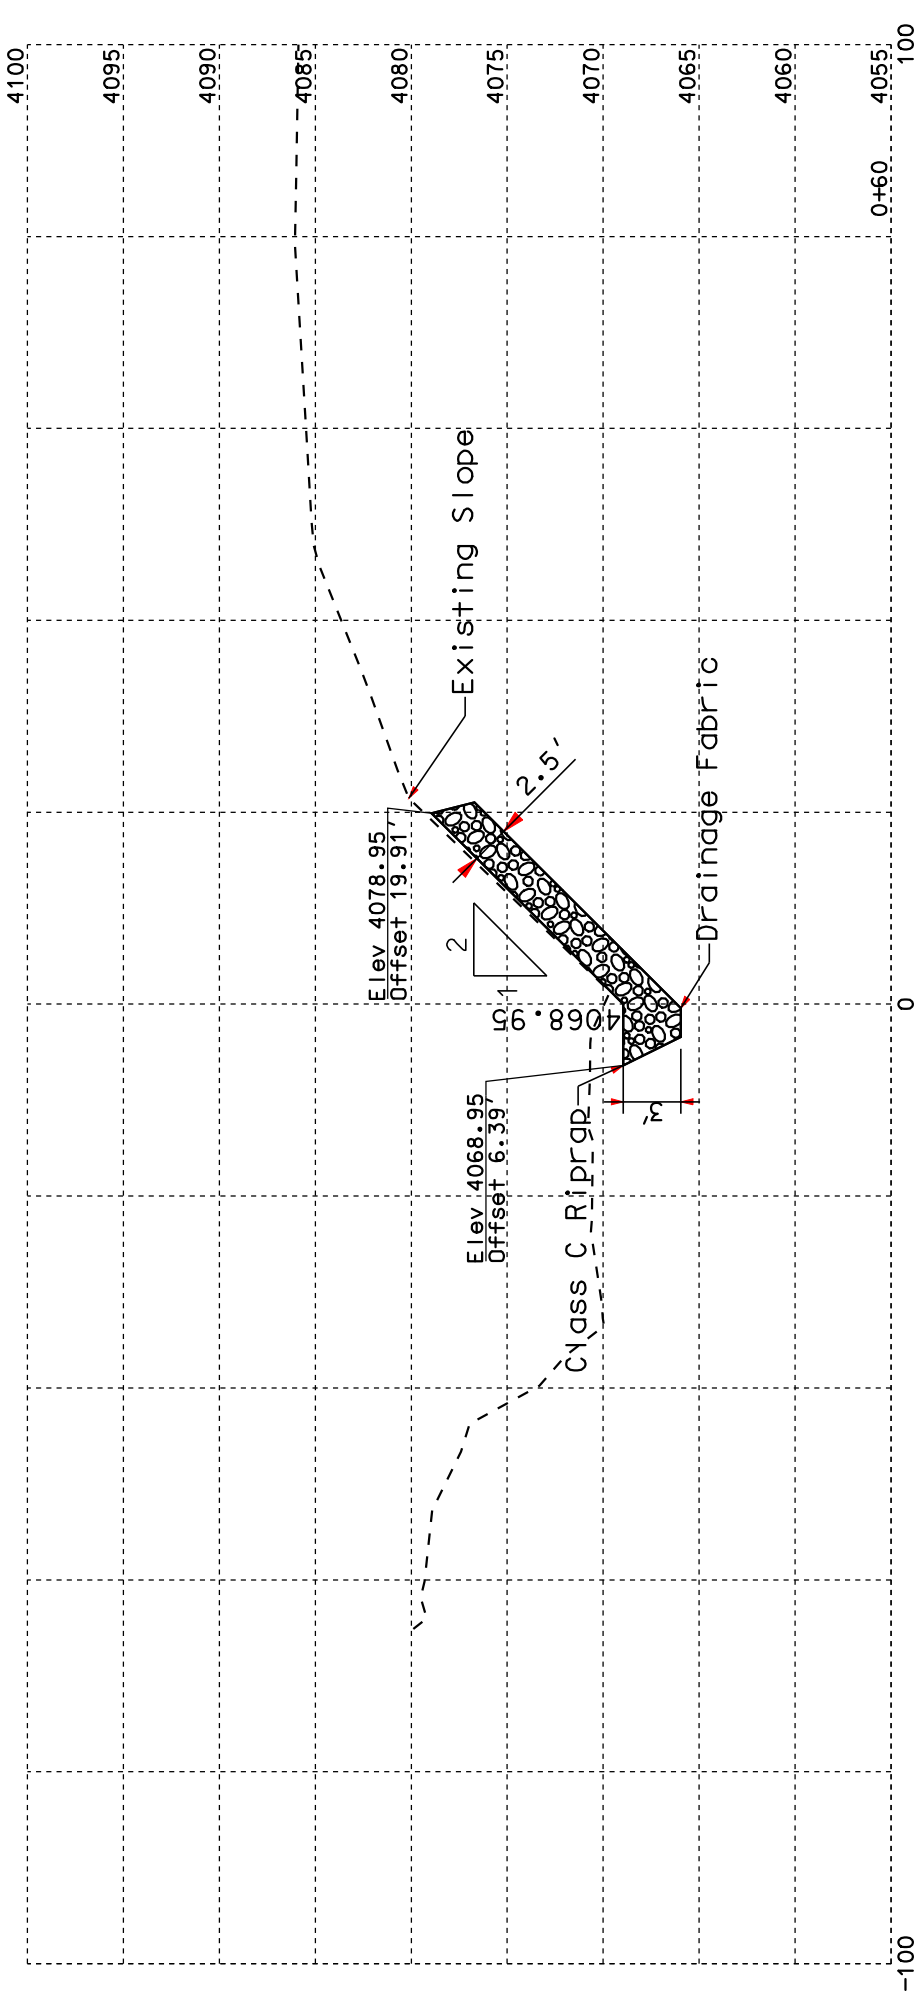 4100
4095
4090
4085
4080
4075
4070
4065
4060
4055
100
0+60
Existing Slope
2.5'
Elev 4078.95
Offset 19.91'
2
1
Drainage Fabric
0
4068.95
Elev 4068.95
Offset 6.39'
Class C Riprap
3'
-100